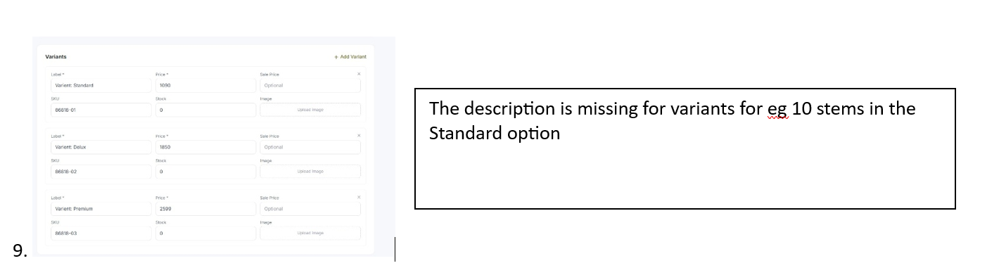 Variants
+ Add Variant
Label * Price * Sale Price ×
Varient: Standard 1090 Optional
SKU Stock Image
86818-01 0 Upload Image
Label * Price * Sale Price ×
Varient: Delux 1850 Optional
SKU Stock Image
86818-02 0 Upload Image
Label * Price * Sale Price ×
Varient: Premium 2599 Optional
SKU Stock Image
86818-03 0 Upload Image
9.
The description is missing for variants for eg 10 stems in the
Standard option